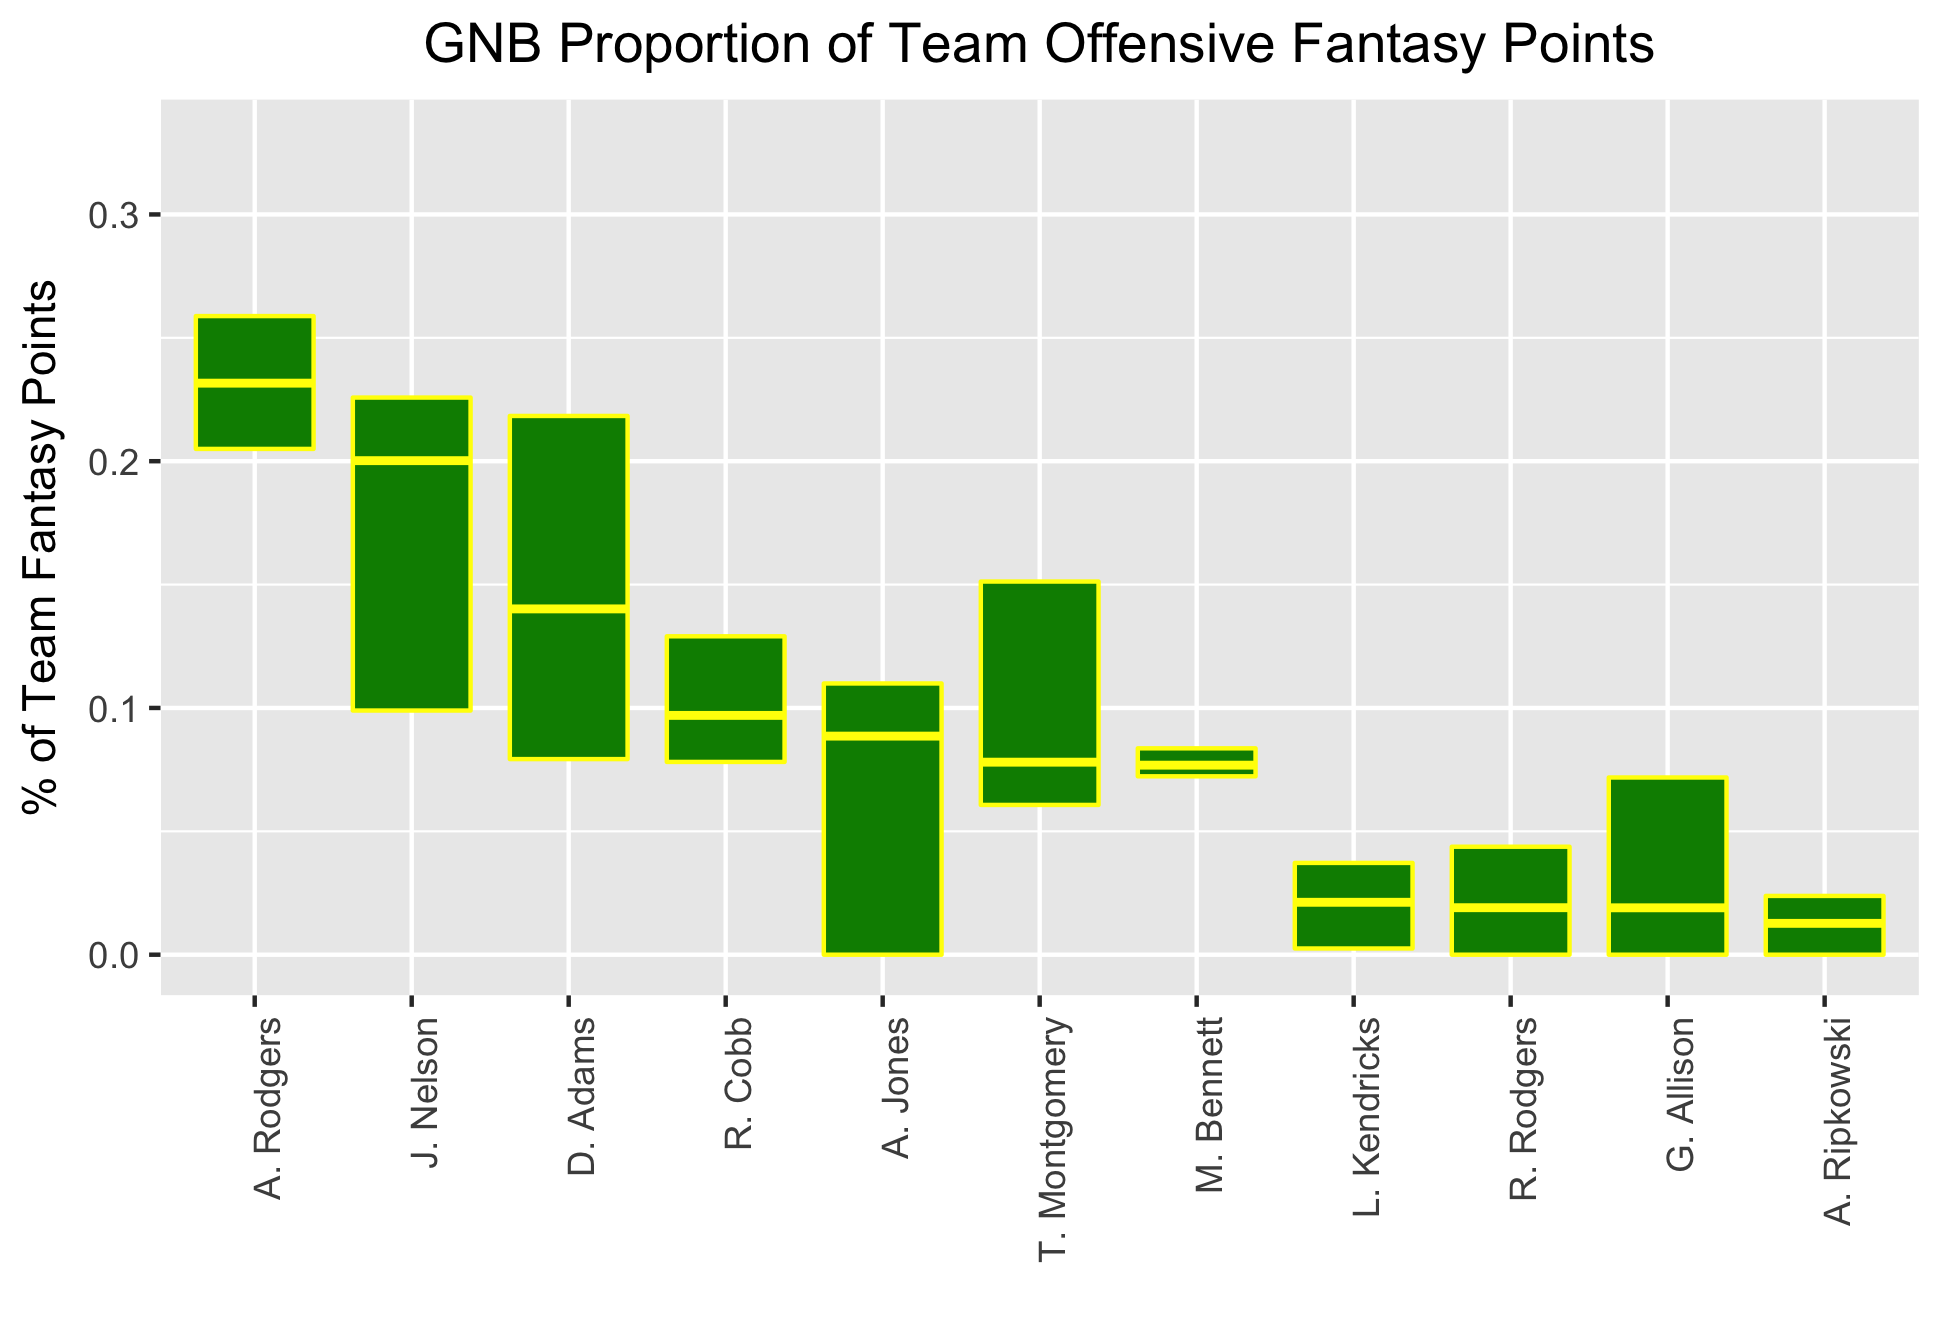 GNB Proportion of Team Offensive Fantasy Points
% of Team Fantasy Points
0.3
0.2
0.1
0.0
A. Rodgers
J. Nelson
D. Adams
R. Cobb
A. Jones
T. Montgomery
M. Bennett
L. Kendricks
R. Rodgers
G. Allison
A. Ripkowski